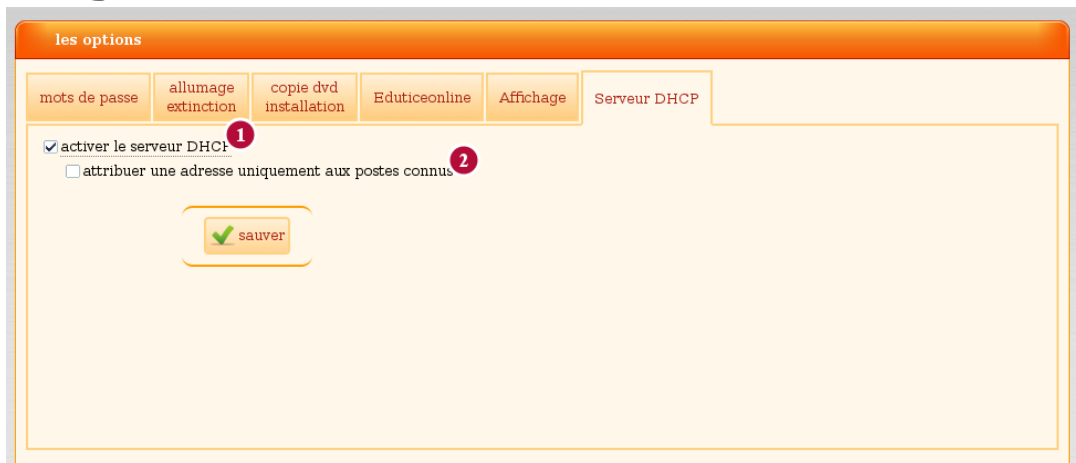 les options
mots de passe
allumage
extinction
copie dvd
installation
Eduticeonline
Affichage
Serveur DHCP
activer le serveur DHCP
1
attribuer une adresse uniquement aux postes connus
2
sauver